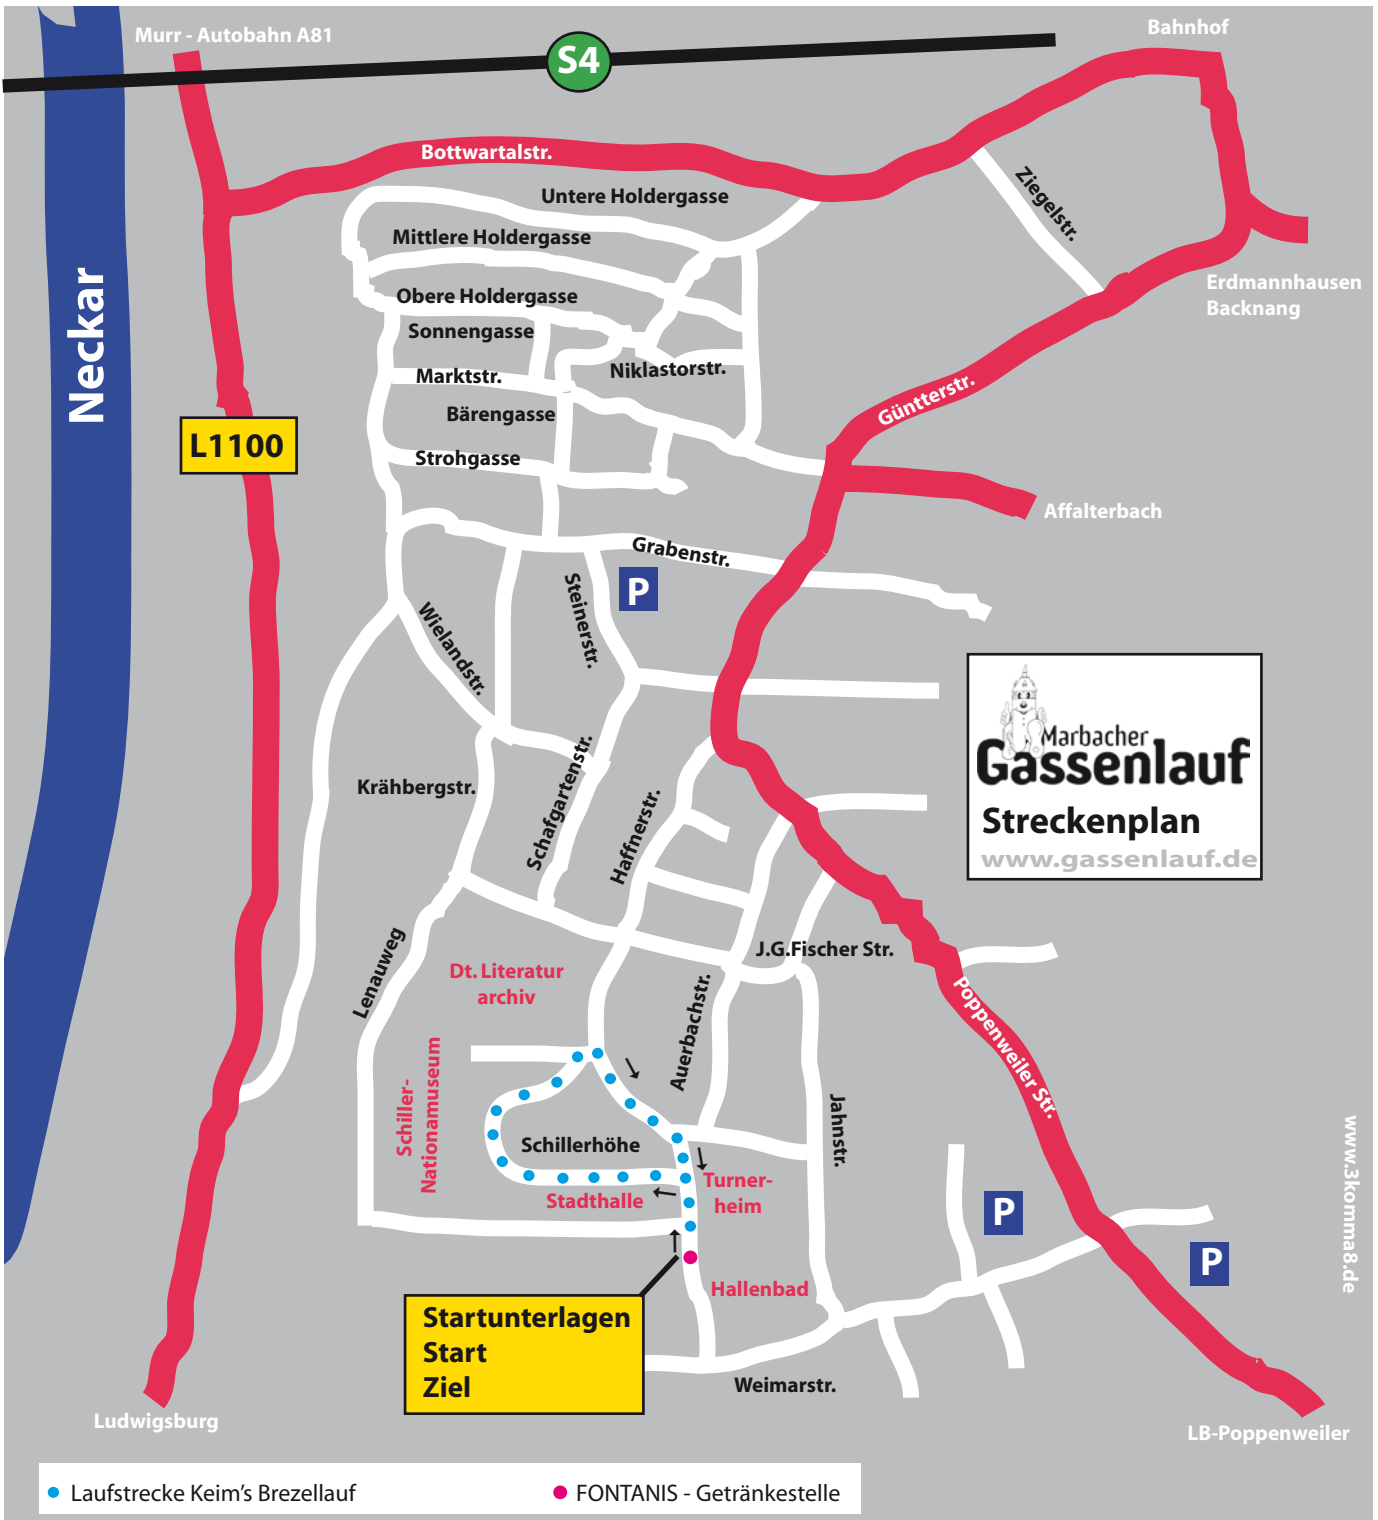 Murr - Autobahn A81
S4
Bahnhof
Bottwartalstr.
Untere Holdergasse
Ziegelstr.
Mittlere Holdergasse
Neckar
Obere Holdergasse
Erdmannhausen
Backnang
Sonnengasse
Niklastorstr.
Marktstr.
Güntterstr.
Bärengasse
L1100
Strohgasse
Affalterbach
Grabenstr.
P
Steinerstr.
Wielandstr.
Marbacher
Gassenlauf
Streckenplan
www.gassenlauf.de
Krähbergstr.
Schafgartenstr.
Haffnerstr.
J.G.Fischer Str.
Lenauweg
Dt. Literatur
archiv
Auerbachstr.
Poppenweiler Str.
Schiller-
Nationamuseum
Jahnstr.
Schillerhöhe
Turner-
heim
Stadthalle
P
P
www.3komma8.de
Hallenbad
Startunterlagen
Start
Ziel
Weimarstr.
Ludwigsburg
LB-Poppenweiler
Laufstrecke Keim's Brezellauf
FONTANIS - Getränkestelle